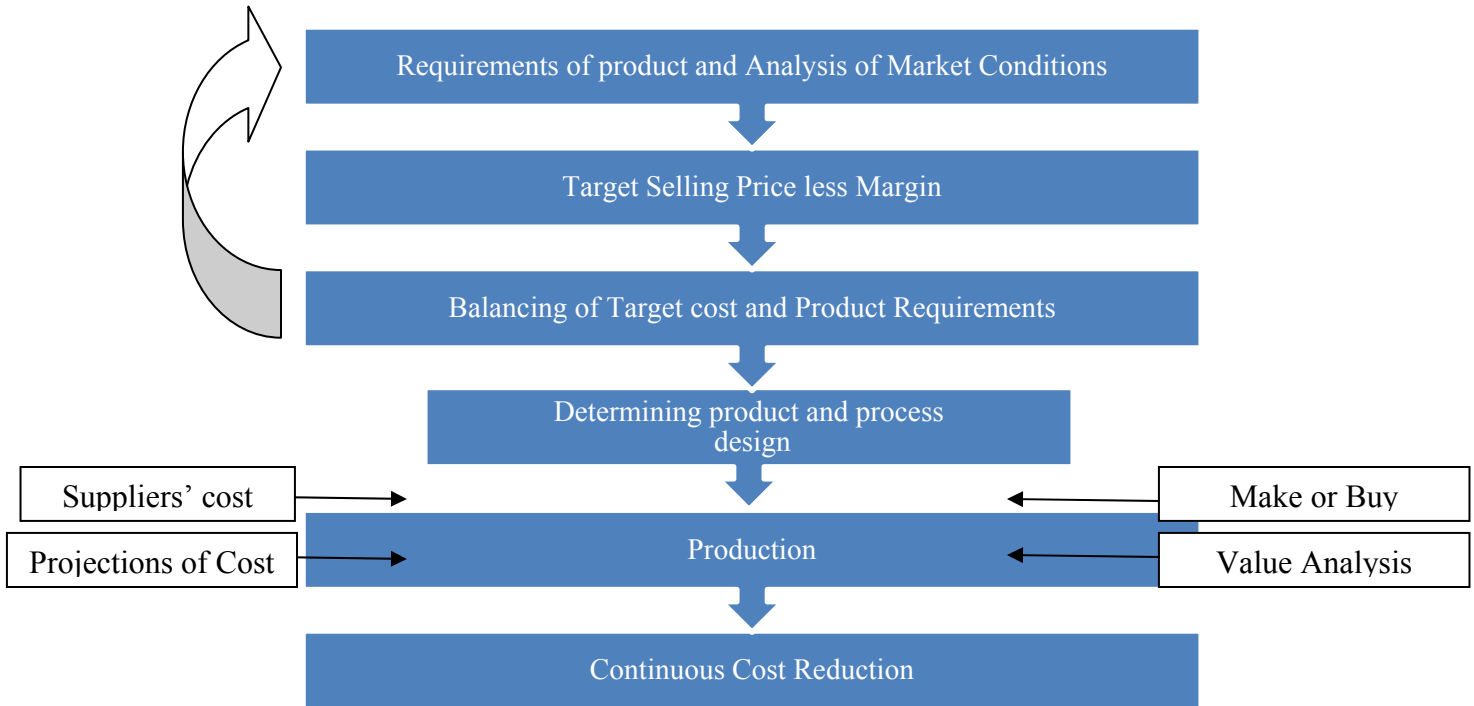 Requirements of product and Analysis of Market Conditions
Target Selling Price less Margin
Balancing of Target cost and Product Requirements
Determining product and process
design
Suppliers’ cost
Make or Buy
Projections of Cost
Production
Value Analysis
Continuous Cost Reduction